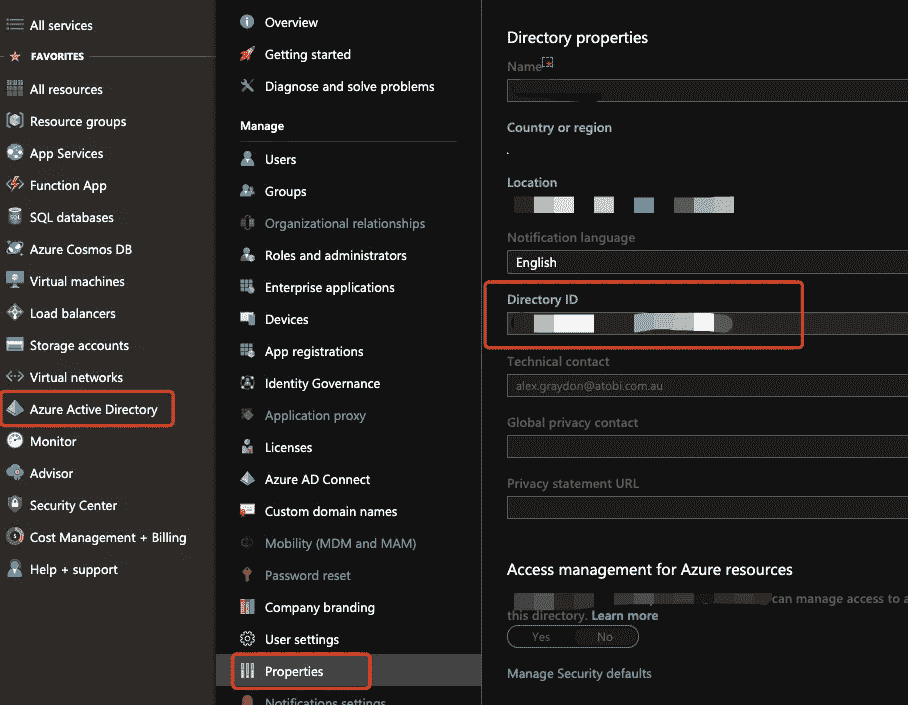 All services
FAVORITES
All resources
Resource groups
App Services
Function App
SQL databases
Azure Cosmos DB
Virtual machines
Load balancers
Storage accounts
Virtual networks
Azure Active Directory
Monitor
Advisor
Security Center
Cost Management + Billing
Help + support
Overview
Getting started
Diagnose and solve problems
Manage
Users
Groups
Organizational relationships
Roles and administrators
Enterprise applications
Devices
App registrations
Identity Governance
Application proxy
Licenses
Azure AD Connect
Custom domain names
Mobility (MDM and MAM)
Password reset
Company branding
User settings
Properties
Notifications settings
Directory properties
Name
Country or region
Location
Notification language
English
Directory ID
Technical contact
alex.graydon@atobi.com.au
Global privacy contact
Privacy statement URL
Access management for Azure resources
can manage access to a
this directory. Learn more
Yes No
Manage Security defaults